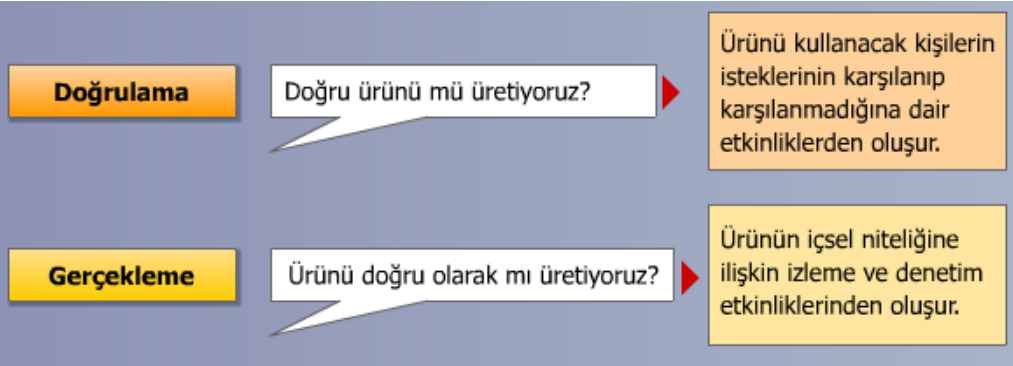 Doğrulama
Doğru ürünü mü üretiyoruz?
Ürünü kullanacak kişilerin
isteklerinin karşılanıp
karşılanmadığına dair
etkinliklerden oluşur.
Gerçekleme
Ürünü doğru olarak mı üretiyoruz?
Ürünün içsel niteliğine
ilişkin izleme ve denetim
etkinliklerinden oluşur.